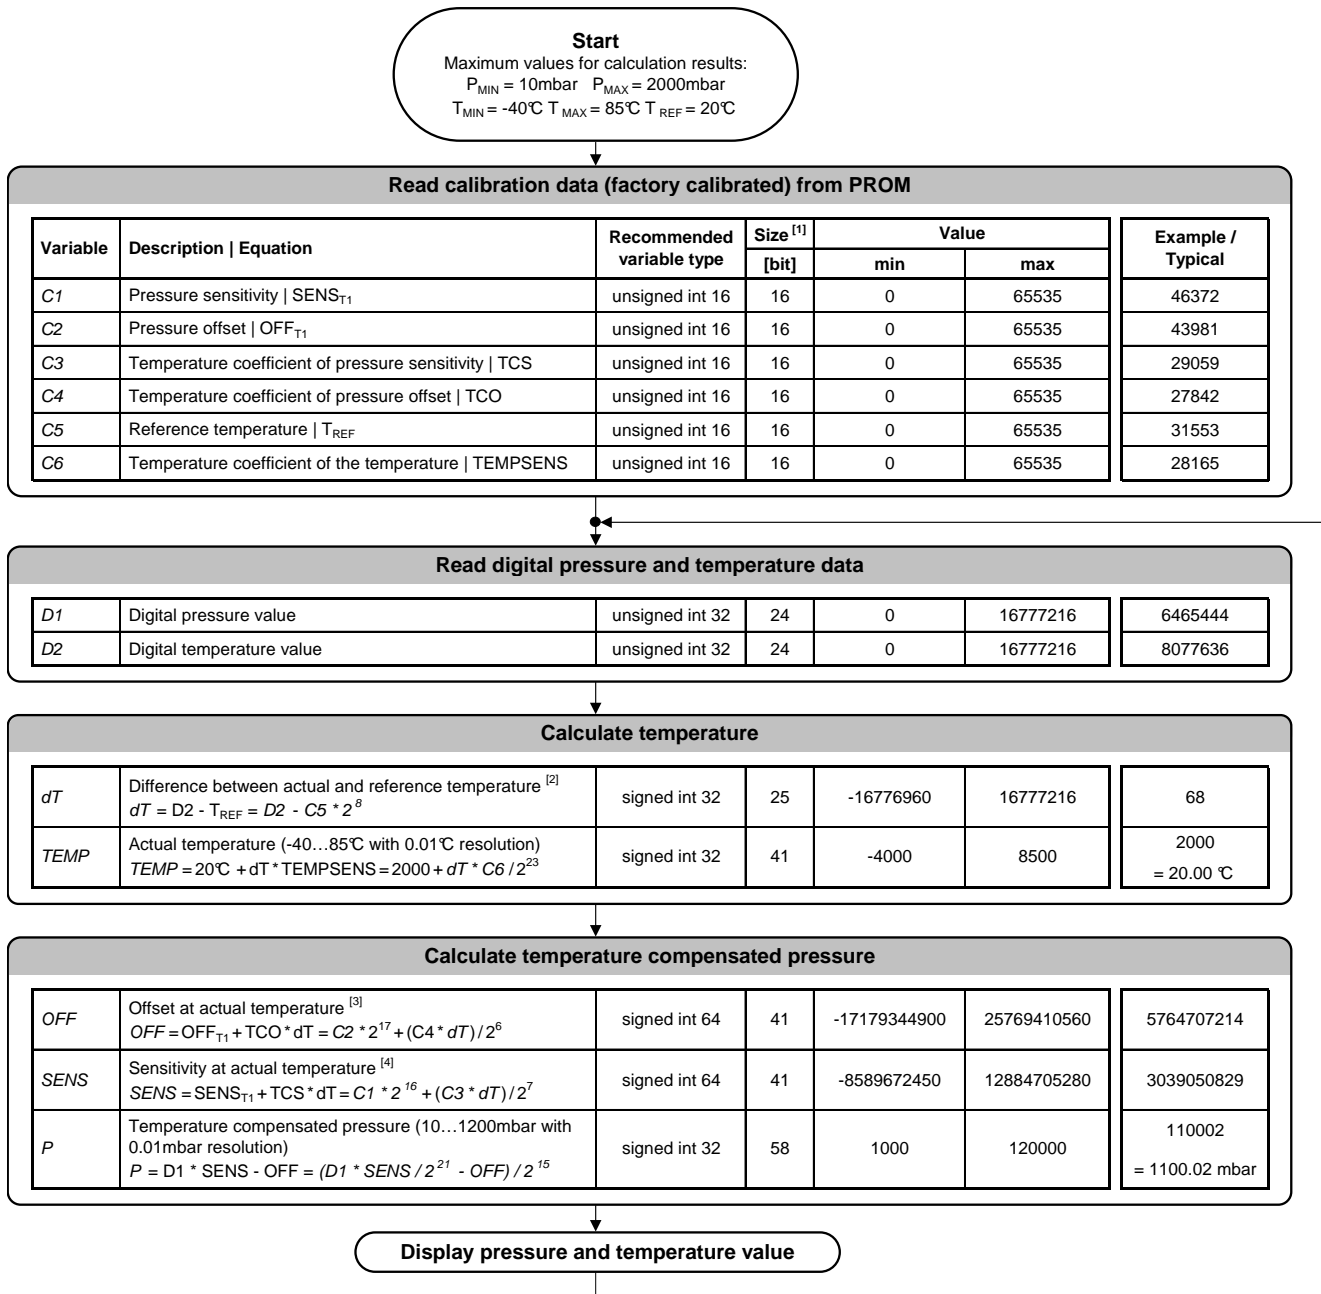 Start
Maximum values for calculation results:
P_MIN = 10mbar P_MAX = 2000mbar
T_MIN = -40°C T_MAX = 85°C T_REF = 20°C
Read calibration data (factory calibrated) from PROM
Variable | Description | Equation | Recommended variable type | Size [1] [bit] | Value min | max | Example / Typical
C1 Pressure sensitivity | SENS_T1 unsigned int 16 16 0 65535 46372
C2 Pressure offset | OFF_T1 unsigned int 16 16 0 65535 43981
C3 Temperature coefficient of pressure sensitivity | TCS unsigned int 16 16 0 65535 29059
C4 Temperature coefficient of pressure offset | TCO unsigned int 16 16 0 65535 27842
C5 Reference temperature | T_REF unsigned int 16 16 0 65535 31553
C6 Temperature coefficient of the temperature | TEMPSENS unsigned int 16 16 0 65535 28165
Read digital pressure and temperature data
D1 Digital pressure value unsigned int 32 24 0 16777216 6465444
D2 Digital temperature value unsigned int 32 24 0 16777216 8077636
Calculate temperature
dT Difference between actual and reference temperature [2]
dT = D2 - T_REF = D2 - C5 * 2^8
signed int 32 25 -16776960 16777216 68
TEMP Actual temperature (-40…85°C with 0.01°C resolution)
TEMP = 20°C + dT * TEMPSENS = 2000 + dT * C6 / 2^23
signed int 32 41 -4000 8500 2000
= 20.00 °C
Calculate temperature compensated pressure
OFF Offset at actual temperature [3]
OFF = OFF_T1 + TCO * dT = C2 * 2^17 + (C4 * dT) / 2^6
signed int 64 41 -17179344900 25769410560 5764707214
SENS Sensitivity at actual temperature [4]
SENS = SENS_T1 + TCS * dT = C1 * 2^16 + (C3 * dT) / 2^7
signed int 64 41 -8589672450 12884705280 3039050829
P Temperature compensated pressure (10…1200mbar with
0.01mbar resolution)
P = D1 * SENS - OFF = (D1 * SENS / 2^21 - OFF) / 2^15
signed int 32 58 1000 120000 110002
= 1100.02 mbar
Display pressure and temperature value